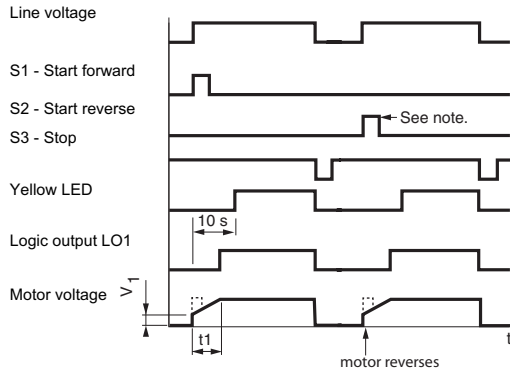 Line voltage
S1 - Start forward
S2 - Start reverse
See note.
S3 - Stop
Yellow LED
10 s
Logic output LO1
Motor voltage
V1
t1
t
motor reverses